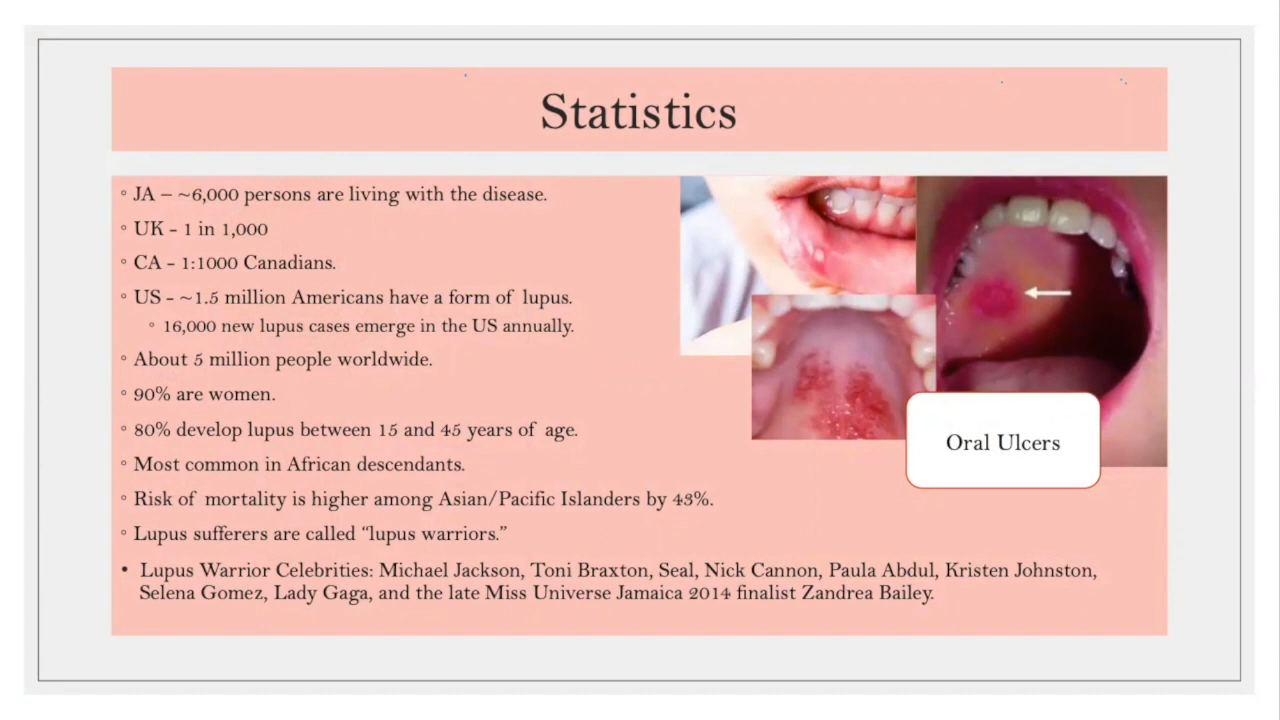 Statistics
◦ JA – ~6,000 persons are living with the disease.
◦ UK - 1 in 1,000
◦ CA - 1:1000 Canadians.
◦ US - ~1.5 million Americans have a form of lupus.
◦ 16,000 new lupus cases emerge in the US annually.
◦ About 5 million people worldwide.
◦ 90% are women.
◦ 80% develop lupus between 15 and 45 years of age.
◦ Most common in African descendants.
◦ Risk of mortality is higher among Asian/Pacific Islanders by 43%.
◦ Lupus sufferers are called “lupus warriors.”
• Lupus Warrior Celebrities: Michael Jackson, Toni Braxton, Seal, Nick Cannon, Paula Abdul, Kristen Johnston,
Selena Gomez, Lady Gaga, and the late Miss Universe Jamaica 2014 finalist Zandrea Bailey.
Oral Ulcers